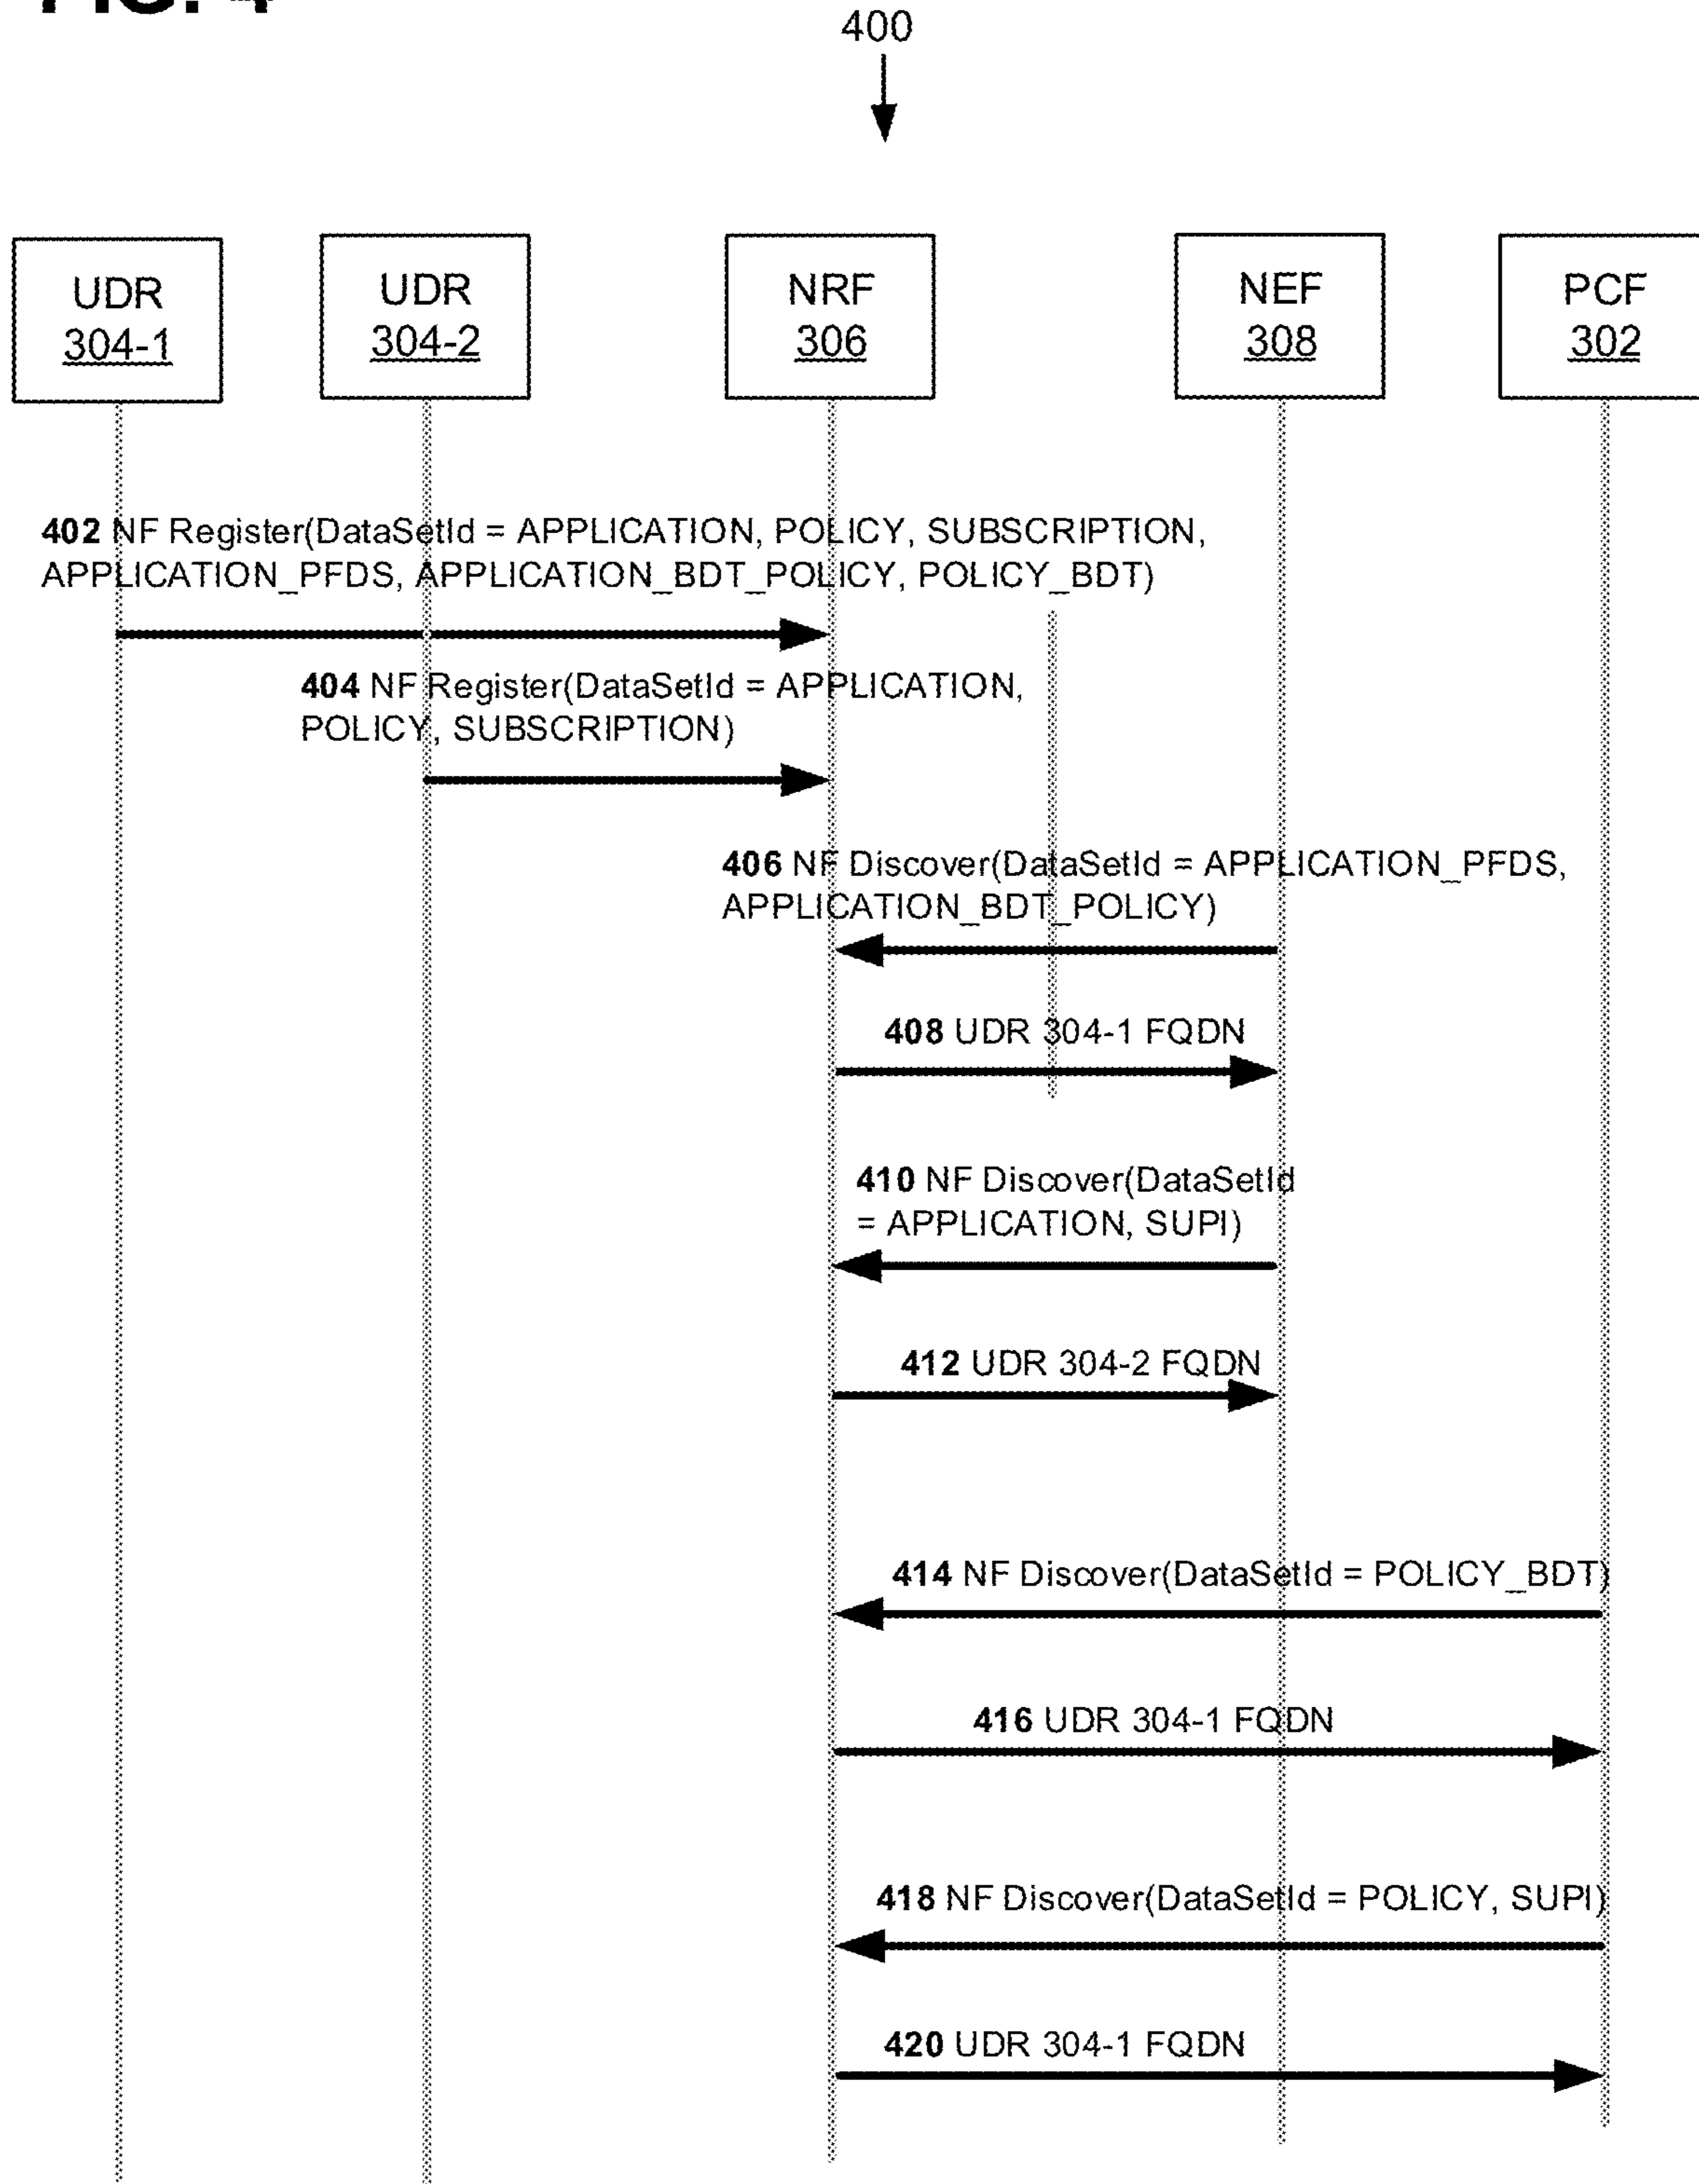 FIG. 4
400
UDR
304-1
UDR
304-2
NRF
306
NEF
308
PCF
302
402 NF Register(DataSetId = APPLICATION, POLICY, SUBSCRIPTION,
APPLICATION_PFDS, APPLICATION_BDT_POLICY, POLICY_BDT)
404 NF Register(DataSetId = APPLICATION,
POLICY, SUBSCRIPTION)
406 NF Discover(DataSetId = APPLICATION_PFDS,
APPLICATION_BDT_POLICY)
408 UDR 304-1 FQDN
410 NF Discover(DataSetId
= APPLICATION, SUPI)
412 UDR 304-2 FQDN
414 NF Discover(DataSetId = POLICY_BDT)
416 UDR 304-1 FQDN
418 NF Discover(DataSetId = POLICY, SUPI)
420 UDR 304-1 FQDN